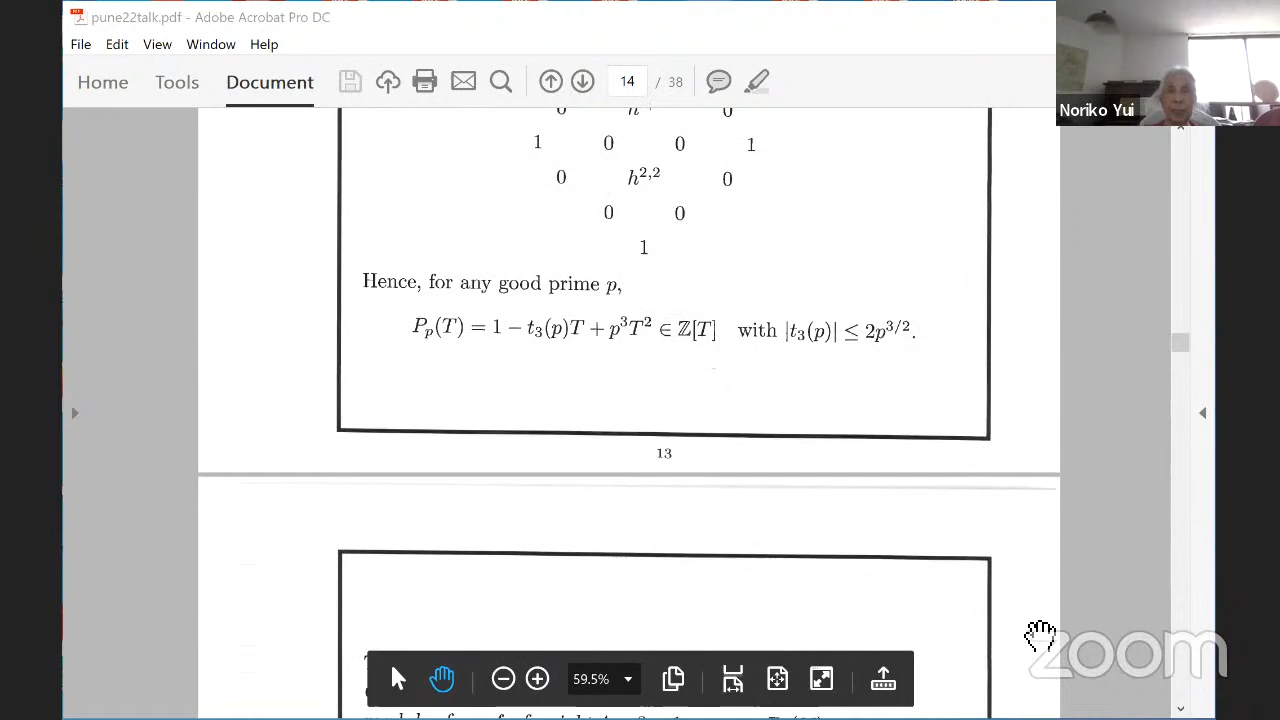 pune22talk.pdf - Adobe Acrobat Pro DC
File Edit View Window Help
Home Tools Document 14 / 38
Noriko Yui
0 0
1 0 0 1
0 h^{2,2} 0
0 0
1
Hence, for any good prime p,
P_p(T) = 1 − t_3(p)T + p^3T^2 ∈ ℤ[T] with |t_3(p)| ≤ 2p^{3/2}.
13
59.5%
zoom